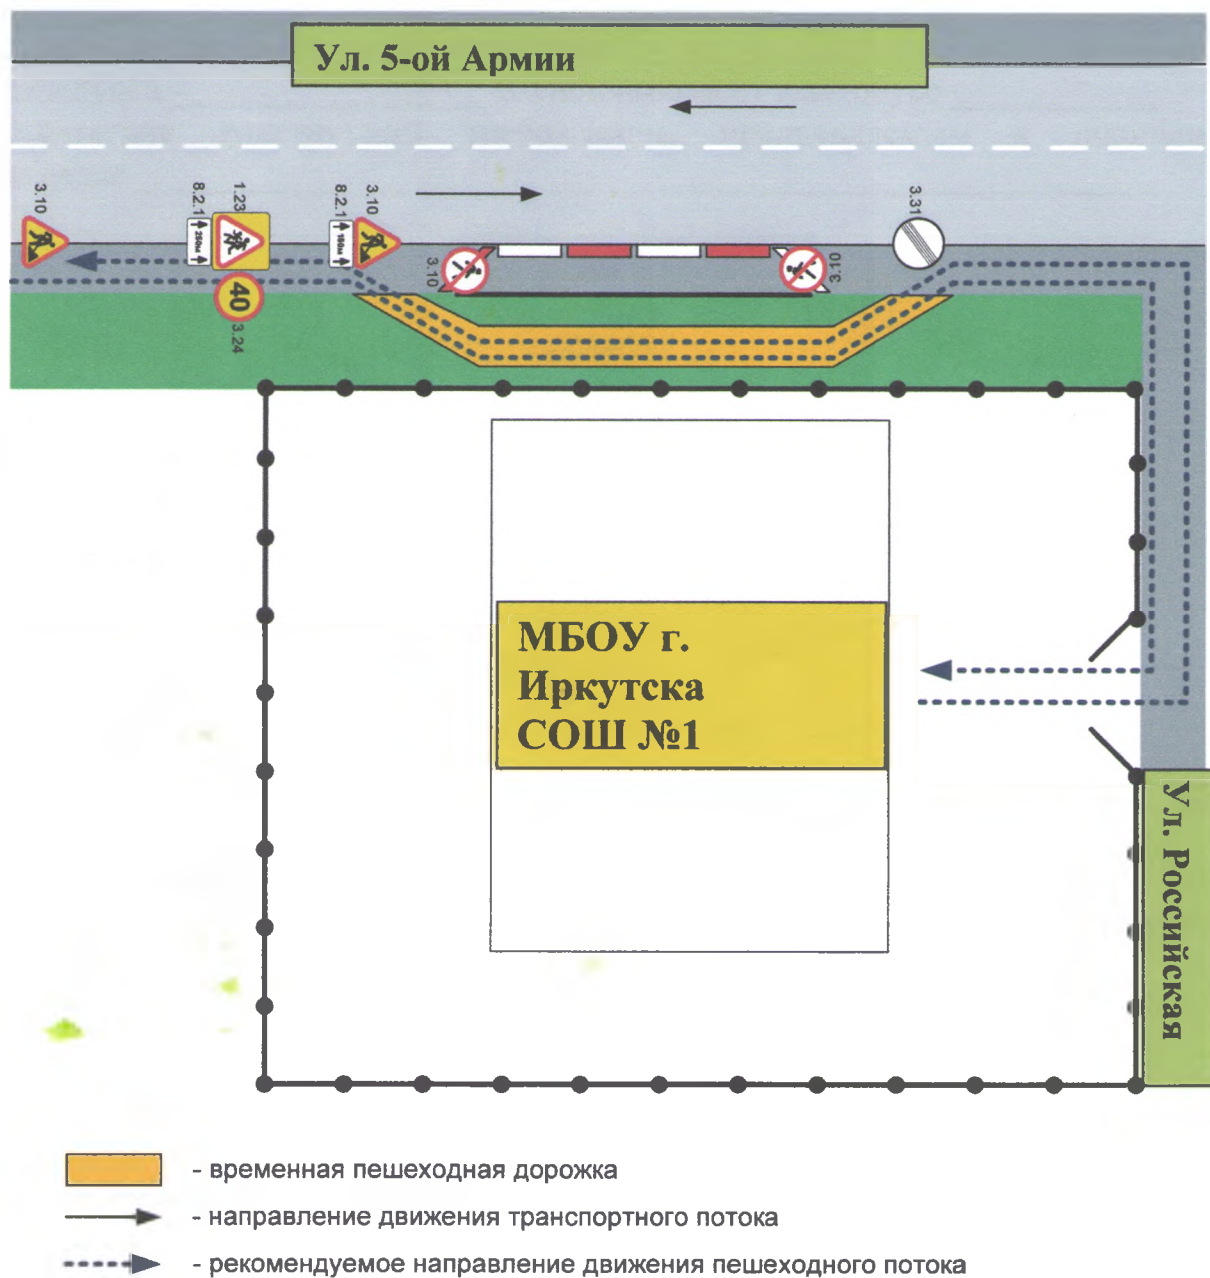 Ул. 5-ой Армии
3.10
8.2.1
250м
1.23
40
3.24
8.2.1
150м
3.10
3.10
3.10
3.31
МБОУ г.
Иркутска
СОШ №1
Ул. Российская
- временная пешеходная дорожка
- направление движения транспортного потока
- рекомендуемое направление движения пешеходного потока